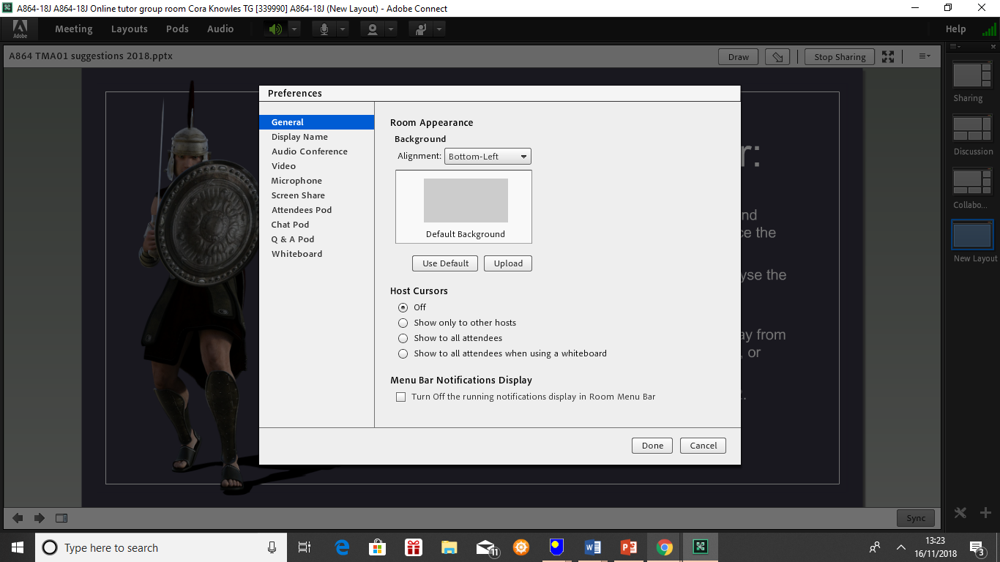 A864-18J A864-18J Online tutor group room Cora Knowles TG [339990] A864-18J (New Layout) - Adobe Connect
Adobe
Meeting Layouts Pods Audio Help
A864 TMA01 suggestions 2018.pptx Draw Stop Sharing
Preferences
General
Display Name
Audio Conference
Video
Microphone
Screen Share
Attendees Pod
Chat Pod
Q & A Pod
Whiteboard
Room Appearance
Background
Alignment: Bottom-Left
Default Background
Use Default Upload
Host Cursors
Off
Show only to other hosts
Show to all attendees
Show to all attendees when using a whiteboard
Menu Bar Notifications Display
Turn Off the running notifications display in Room Menu Bar
Done Cancel
r:
nd
ce the
yse the
ay from
, or
Sharing
Discussion
Collabo...
New Layout
Sync
Type here to search
11
13:23
16/11/2018
3